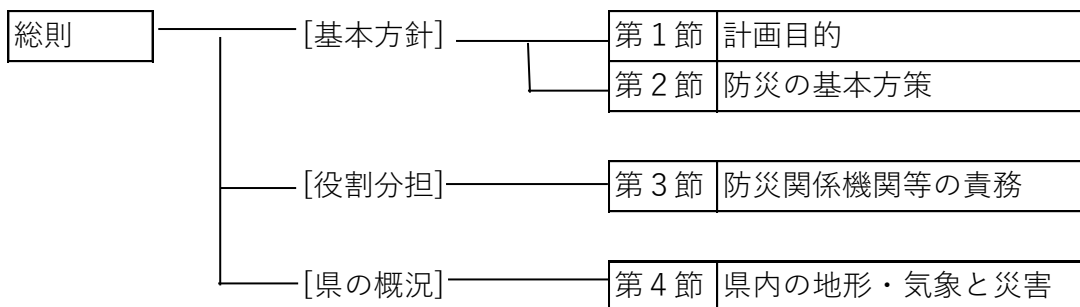 総則 [基本方針] 第1節 計画目的
第2節 防災の基本方策
[役割分担] 第3節 防災関係機関等の責務
[県の概況] 第4節 県内の地形・気象と災害